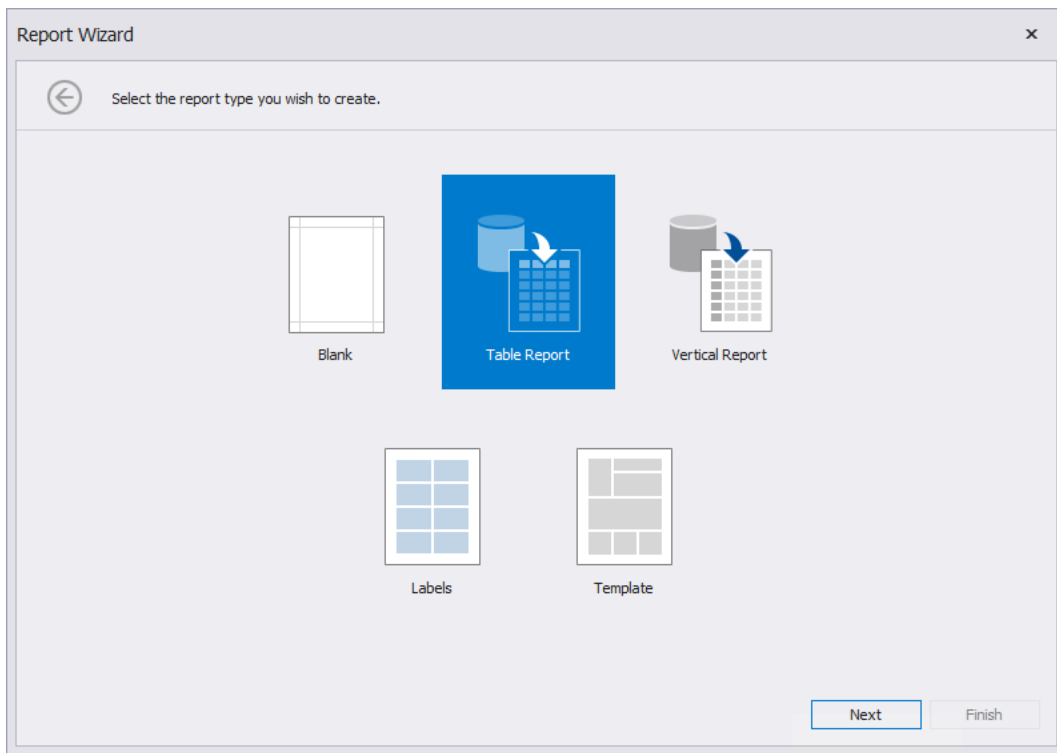 Report Wizard
Select the report type you wish to create.
Blank
Table Report
Vertical Report
Labels
Template
Next
Finish